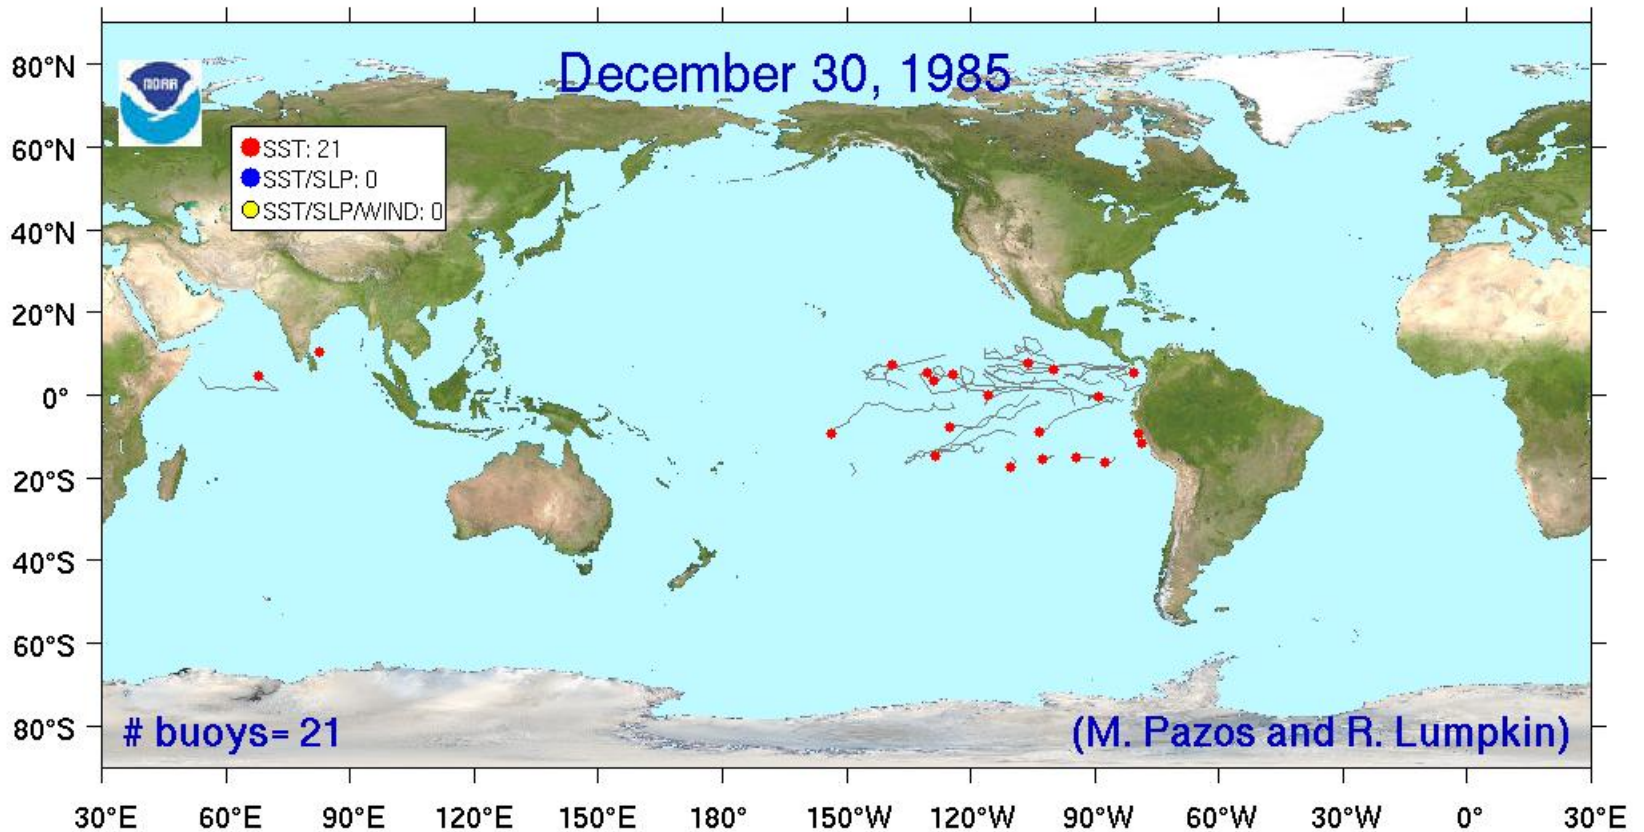 December 30, 1985
NOAA
SST: 21
SST/SLP: 0
SST/SLP/WIND: 0
80°N
60°N
40°N
20°N
0°
20°S
40°S
60°S
80°S
# buoys= 21
(M. Pazos and R. Lumpkin)
30°E 60°E 90°E 120°E 150°E 180° 150°W 120°W 90°W 60°W 30°W 0° 30°E